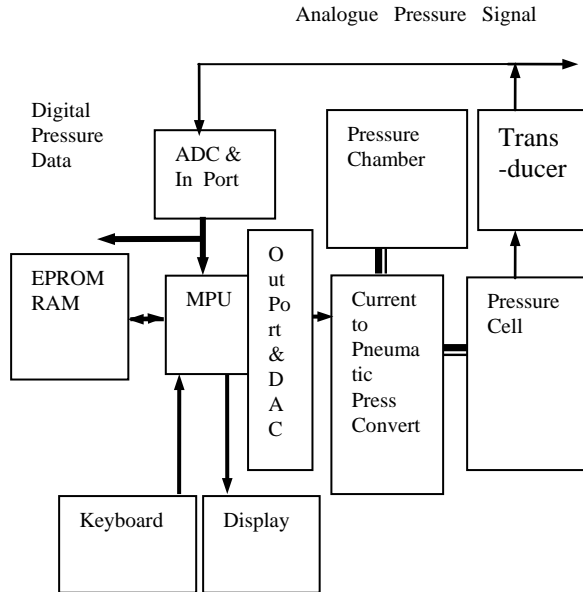 Analogue Pressure Signal
Digital
Pressure
Data
ADC &
In Port
Pressure
Chamber
Trans
-ducer
EPROM
RAM
MPU
O
ut
Po
rt
&
D
A
C
Current
to
Pneuma
tic
Press
Convert
Pressure
Cell
Keyboard
Display